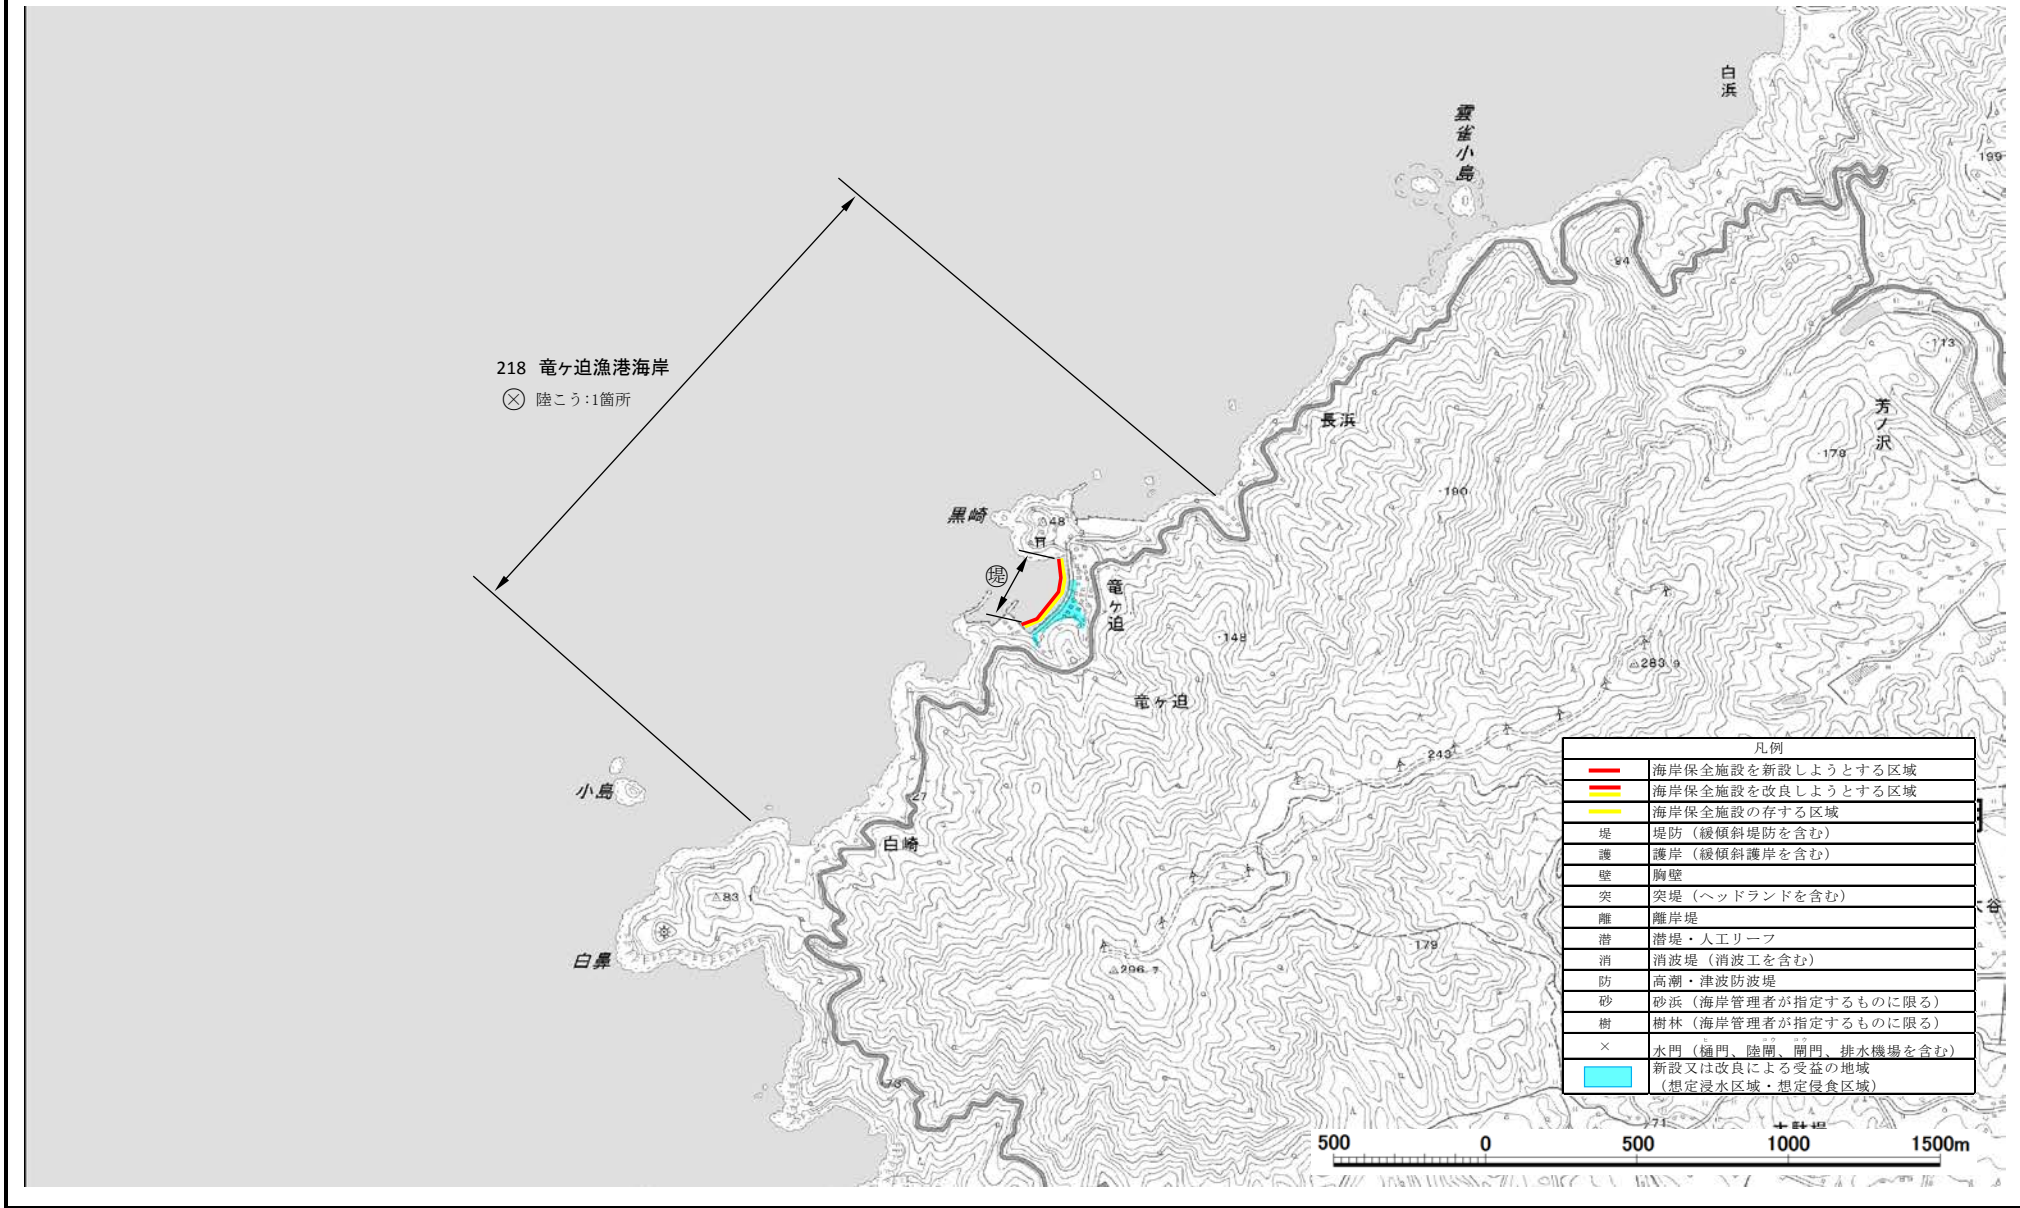 白浜
雲雀小島
199
94
150
113
218 竜ヶ迫漁港海岸
⊗ 陸こう:1箇所
長浜
芳ノ沢
178
190
黒崎
48
堤
竜ヶ迫
148
283.9
竜ヶ迫
243
小島
27
白崎
83.1
白鼻
179
296.7
73
71
凡例
海岸保全施設を新設しようとする区域
海岸保全施設を改良しようとする区域
海岸保全施設の存する区域
堤 堤防（緩傾斜堤防を含む）
護 護岸（緩傾斜護岸を含む）
壁 胸壁
突 突堤（ヘッドランドを含む）
離 離岸堤
潜 潜堤・人工リーフ
消 消波堤（消波工を含む）
防 高潮・津波防波堤
砂 砂浜（海岸管理者が指定するものに限る）
樹 樹林（海岸管理者が指定するものに限る）
× 水門（樋門、陸閘、閘門、排水機場を含む）
新設又は改良による受益の地域
（想定浸水区域・想定侵食区域）
500 0 500 1000 1500m